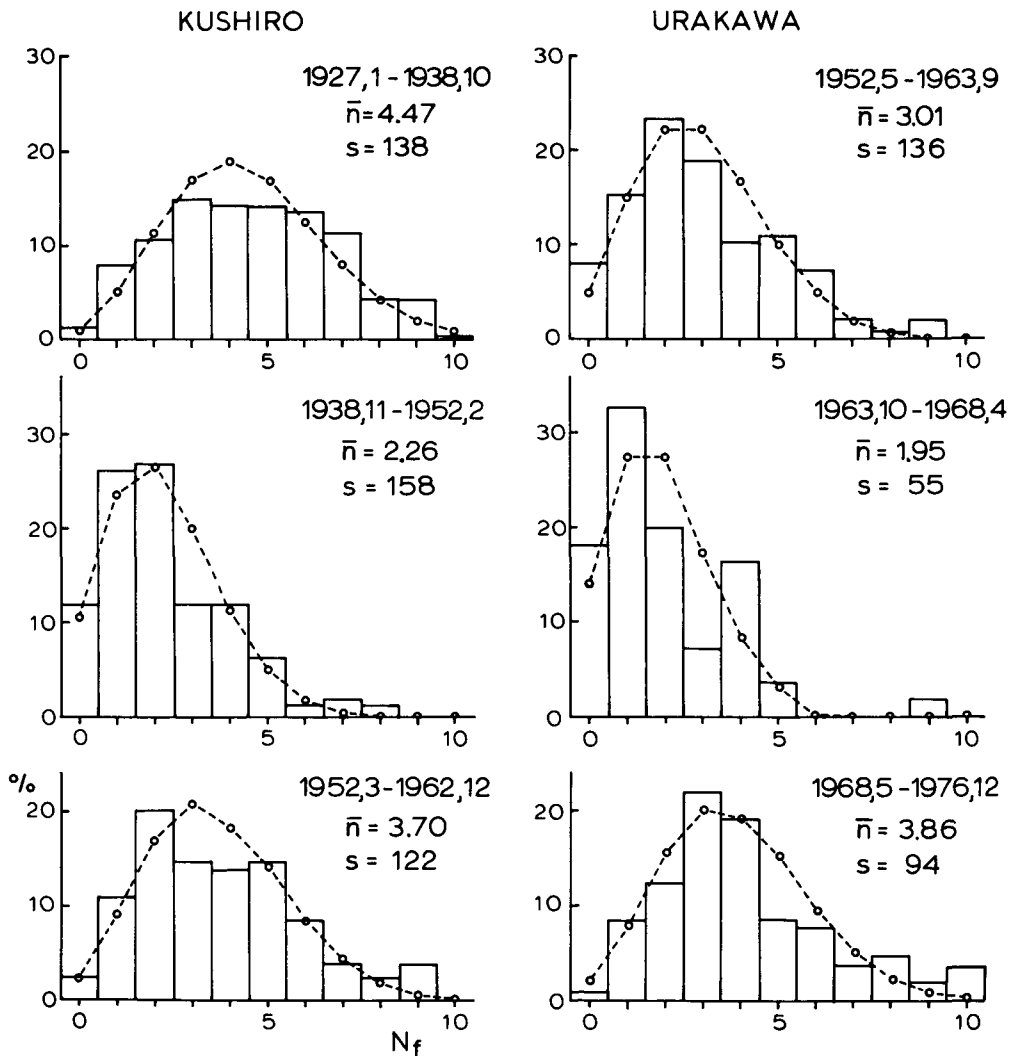 KUSHIRO
30
20
10
0
0 5 10
1927,1-1938,10
n̄=4.47
s=138
30
20
10
0
0 5 10
1938,11-1952,2
n̄=2.26
s=158
%
20
10
0
0 5 10
1952,3-1962,12
n̄=3.70
s=122
Nf
URAKAWA
30
20
10
0
0 5 10
1952,5-1963,9
n̄=3.01
s=136
30
20
10
0
0 5 10
1963,10-1968,4
n̄=1.95
s=55
20
10
0
0 5 10
1968,5-1976,12
n̄=3.86
s=94